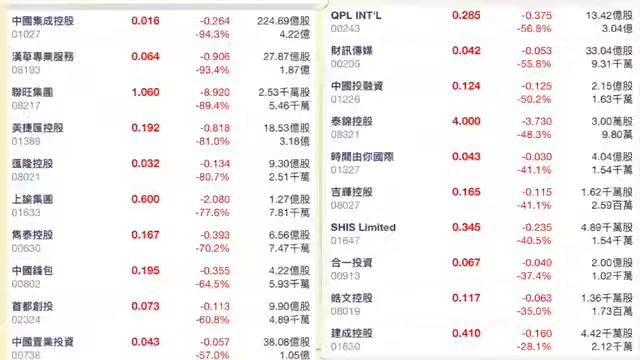 中國集成控股 0.016 -0.264 224.69億股
01027 -94.3% 4.22億
漢華專業服務 0.064 -0.906 27.87億股
08193 -93.4% 1.87億
聯旺集團 1.060 -8.920 2.53千萬股
08217 -89.4% 5.46千萬
美捷匯控股 0.192 -0.818 18.53億股
01389 -81.0% 3.18億
匯隆控股 0.032 -0.134 9.30億股
08021 -80.7% 2.51千萬
上諭集團 0.600 -2.080 1.27億股
01633 -77.6% 7.81千萬
雋泰控股 0.167 -0.393 6.56億股
00630 -70.2% 7.47千萬
中國錢包 0.195 -0.355 4.22億股
00802 -64.5% 5.93千萬
首都創投 0.073 -0.113 9.90億股
02324 -60.8% 4.89千萬
中國置業投資 0.043 -0.057 38.08億股
00736 -57.0% 1.05億
QPL INT'L 0.285 -0.375 13.42億股
00243 -56.8% 3.04億
財訊傳媒 0.042 -0.053 33.04億股
00205 -55.8% 9.31千萬
中國投融資 0.124 -0.125 2.15億股
01226 -50.2% 1.63千萬
泰錦控股 4.000 -3.730 3.00萬股
08321 -48.3% 9.80萬
時間由你國際 0.043 -0.030 4.04億股
01327 -41.1% 1.54千萬
吉輝控股 0.165 -0.115 1.62千萬股
08027 -41.1% 2.59百萬
SHIS Limited 0.345 -0.235 4.89千萬股
01647 -40.5% 1.54千萬
合一投資 0.067 -0.040 2.00億股
00913 -37.4% 1.02千萬
皓文控股 0.117 -0.063 1.36千萬股
08019 -35.0% 1.73百萬
建成控股 0.410 -0.160 4.42千萬股
01630 -28.1% 2.12千萬